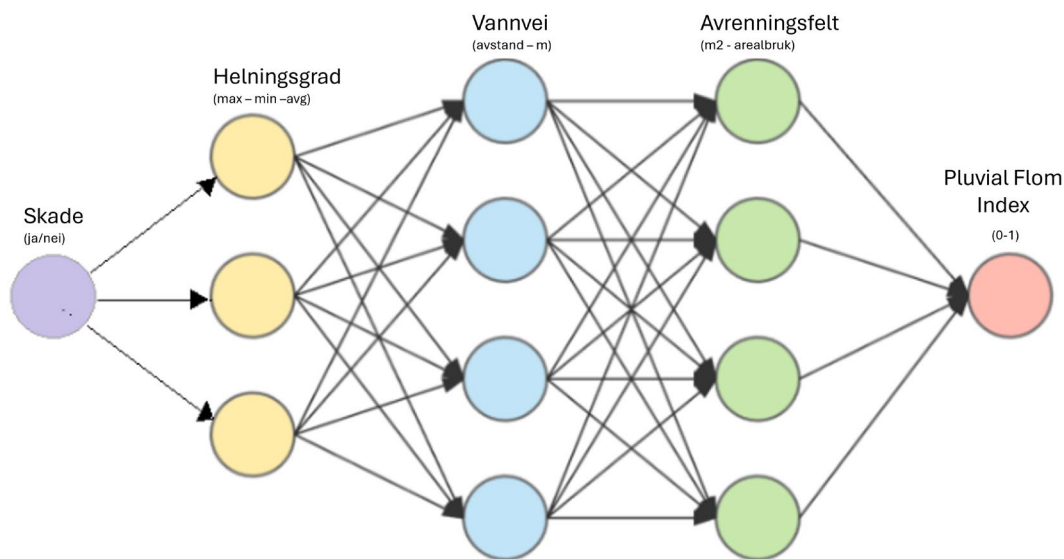 Skade
(ja/nei)
Helningsgrad
(max – min –avg)
Vannvei
(avstand – m)
Avrenningsfelt
(m2 - arealbruk)
Pluvial Flom
Index
(0-1)